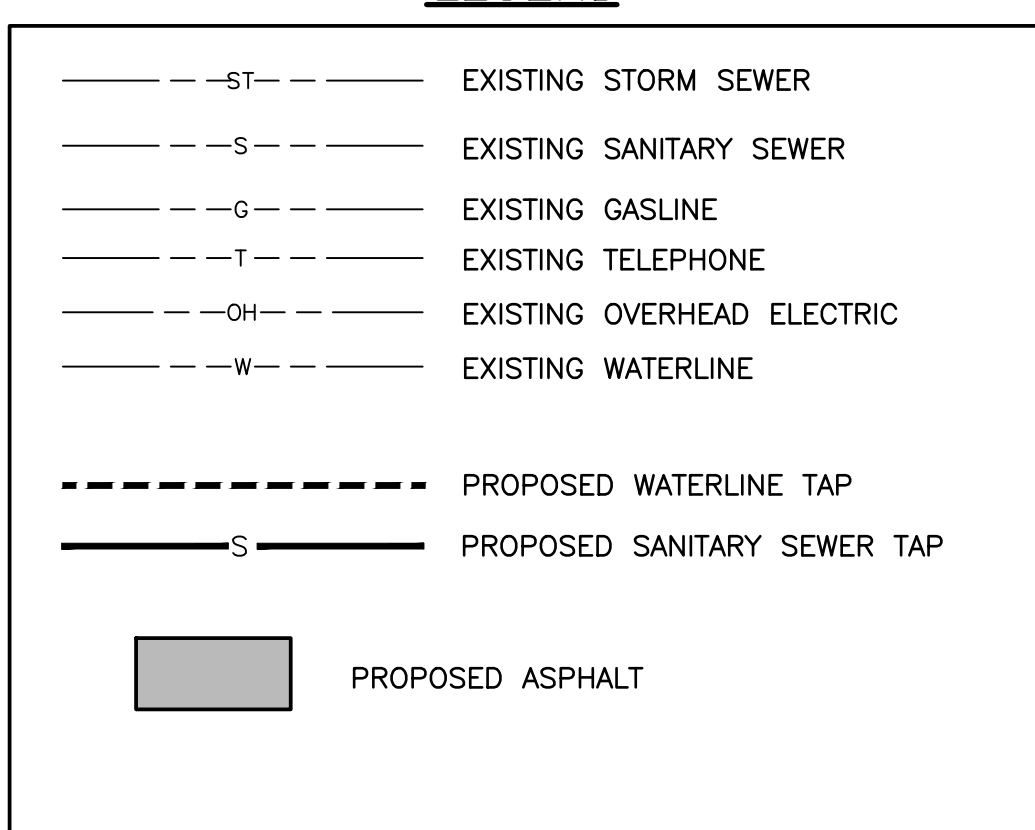 ST EXISTING STORM SEWER
S EXISTING SANITARY SEWER
G EXISTING GASLINE
T EXISTING TELEPHONE
OH EXISTING OVERHEAD ELECTRIC
W EXISTING WATERLINE
PROPOSED WATERLINE TAP
S PROPOSED SANITARY SEWER TAP
PROPOSED ASPHALT